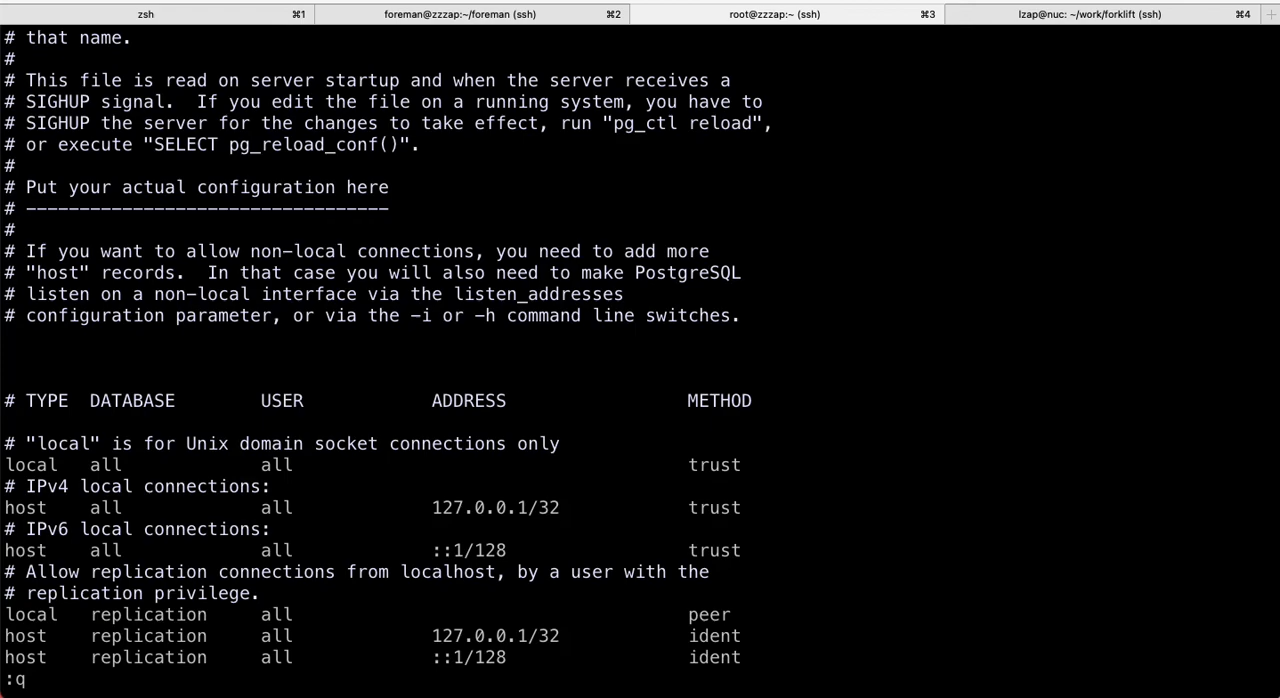 zsh ⌘1 foreman@zzzap:~/foreman (ssh) ⌘2 root@zzzap:~ (ssh) ⌘3 lzap@nuc: ~/work/forklift (ssh) ⌘4 +
# that name.
#
# This file is read on server startup and when the server receives a
# SIGHUP signal.  If you edit the file on a running system, you have to
# SIGHUP the server for the changes to take effect, run "pg_ctl reload",
# or execute "SELECT pg_reload_conf()".
#
# Put your actual configuration here
# ----------------------------------
#
# If you want to allow non-local connections, you need to add more
# "host" records.  In that case you will also need to make PostgreSQL
# listen on a non-local interface via the listen_addresses
# configuration parameter, or via the -i or -h command line switches.
# TYPE  DATABASE        USER            ADDRESS                 METHOD
# "local" is for Unix domain socket connections only
local   all             all                                     trust
# IPv4 local connections:
host    all             all             127.0.0.1/32            trust
# IPv6 local connections:
host    all             all             ::1/128                 trust
# Allow replication connections from localhost, by a user with the
# replication privilege.
local   replication     all                                     peer
host    replication     all             127.0.0.1/32            ident
host    replication     all             ::1/128                 ident
:q